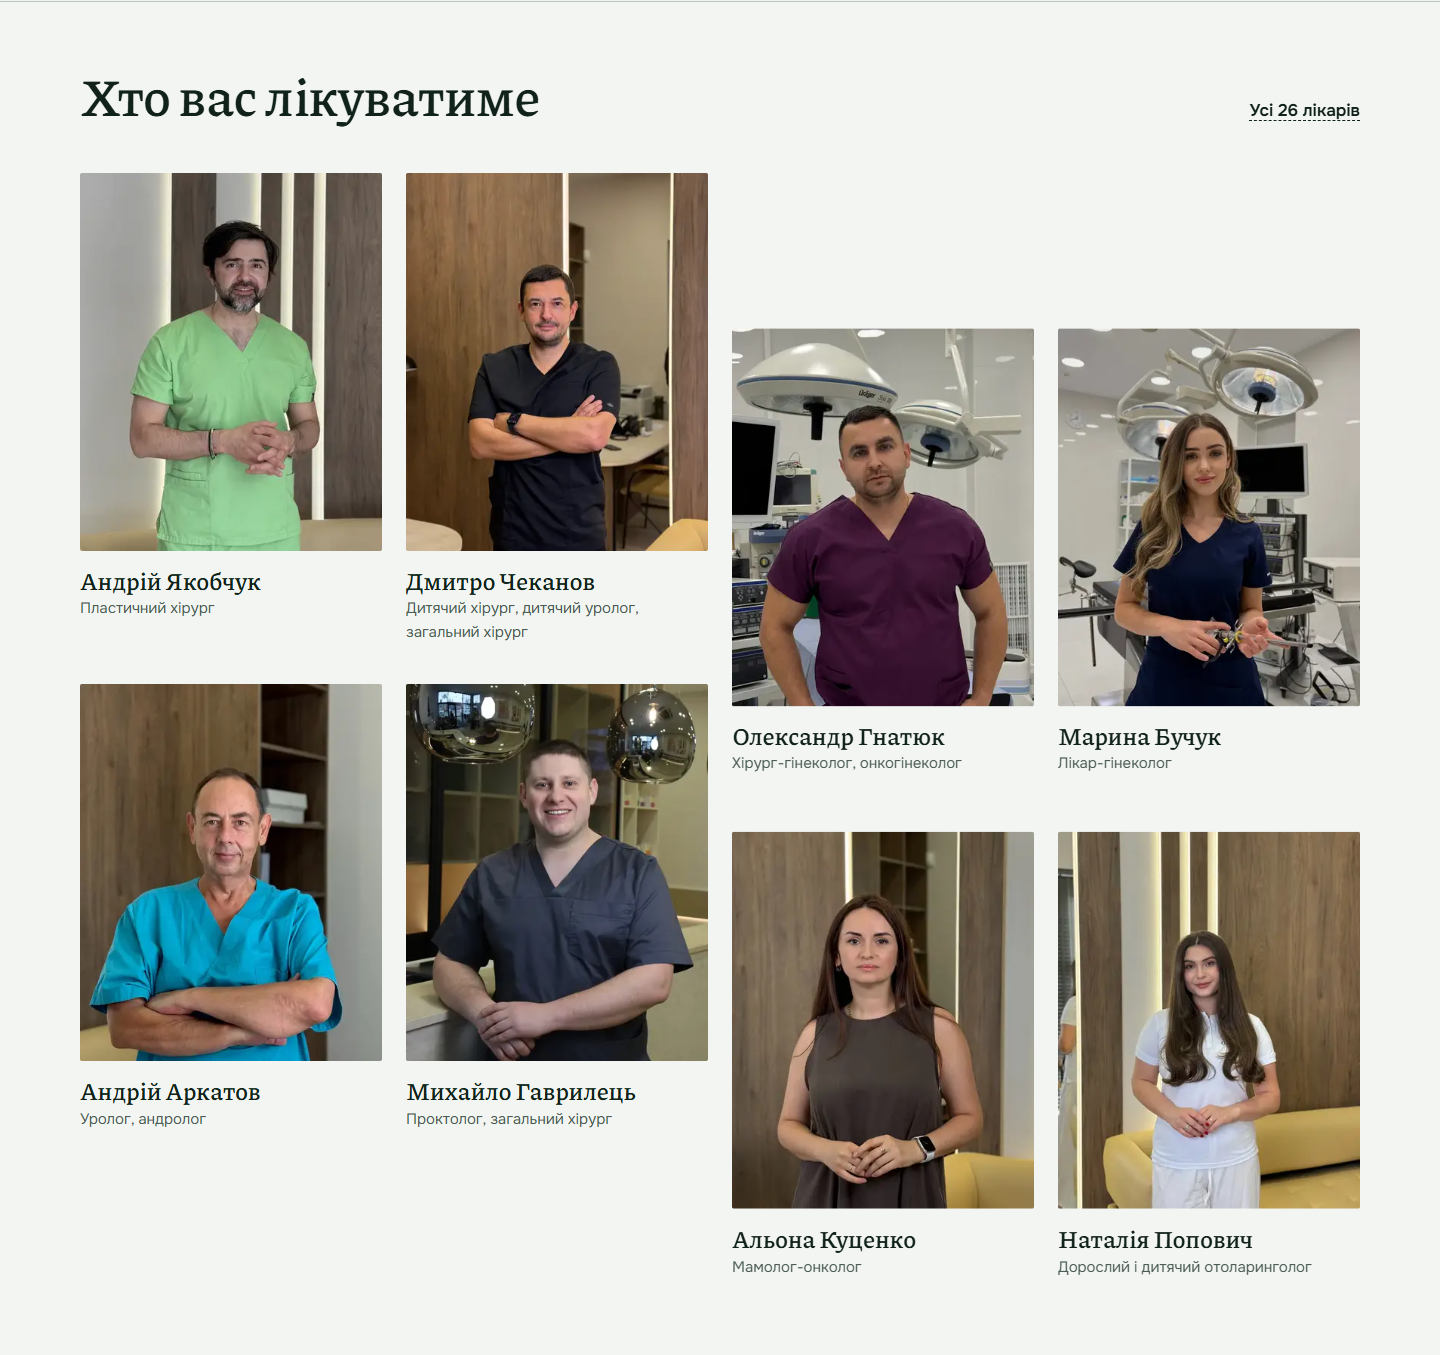 Хто вас лікуватиме
Усі 26 лікарів
Андрій Якобчук
Пластичний хірург
Дмитро Чеканов
Дитячий хірург, дитячий уролог,
загальний хірург
Dräger
Олександр Гнатюк
Хірург-гінеколог, онкогінеколог
Марина Бучук
Лікар-гінеколог
Андрій Аркатов
Уролог, андролог
Михайло Гаврилець
Проктолог, загальний хірург
Альона Куценко
Мамолог-онколог
Наталія Попович
Дорослий і дитячий отоларинголог